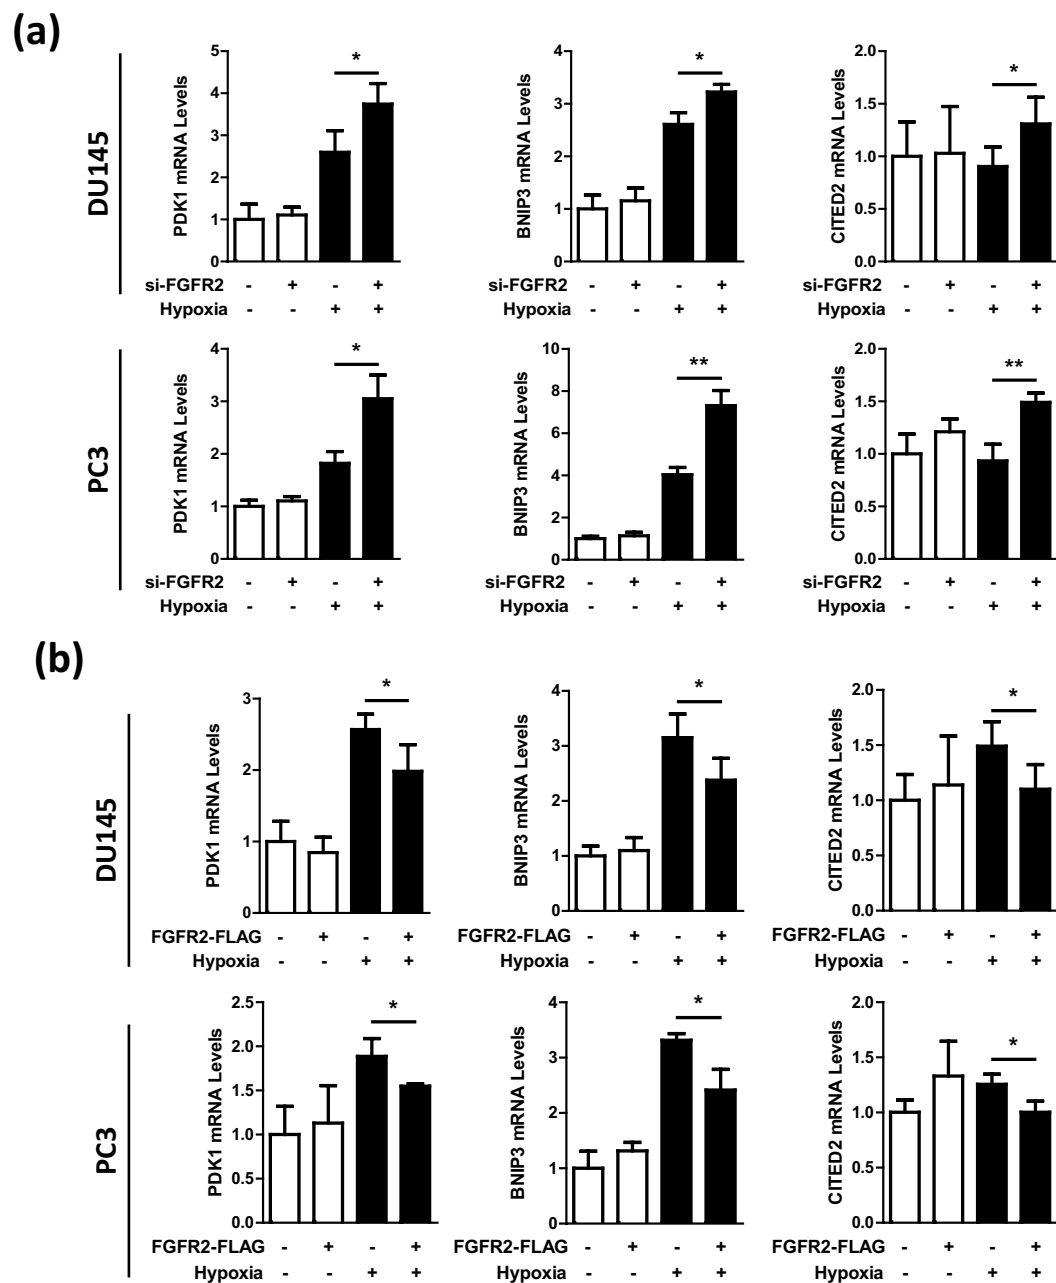 (a)
DU145
PDK1 mRNA Levels
5
4
3
2
1
0
*
si-FGFR2 - + - +
Hypoxia - - + +
BNIP3 mRNA Levels
4
3
2
1
0
*
si-FGFR2 - + - +
Hypoxia - - + +
CITED2 mRNA Levels
2.0
1.5
1.0
0.5
0.0
*
si-FGFR2 - + - +
Hypoxia - - + +
PC3
PDK1 mRNA Levels
4
3
2
1
0
*
si-FGFR2 - + - +
Hypoxia - - + +
BNIP3 mRNA Levels
10
8
6
4
2
0
**
si-FGFR2 - + - +
Hypoxia - - + +
CITED2 mRNA Levels
2.0
1.5
1.0
0.5
0.0
**
si-FGFR2 - + - +
Hypoxia - - + +
(b)
DU145
PDK1 mRNA Levels
3
2
1
0
*
FGFR2-FLAG - + - +
Hypoxia - - + +
BNIP3 mRNA Levels
4
3
2
1
0
*
FGFR2-FLAG - + - +
Hypoxia - - + +
CITED2 mRNA Levels
2.0
1.5
1.0
0.5
0.0
*
FGFR2-FLAG - + - +
Hypoxia - - + +
PC3
PDK1 mRNA Levels
2.5
2.0
1.5
1.0
0.5
0.0
*
FGFR2-FLAG - + - +
Hypoxia - - + +
BNIP3 mRNA Levels
4
3
2
1
0
*
FGFR2-FLAG - + - +
Hypoxia - - + +
CITED2 mRNA Levels
2.0
1.5
1.0
0.5
0.0
*
FGFR2-FLAG - + - +
Hypoxia - - + +